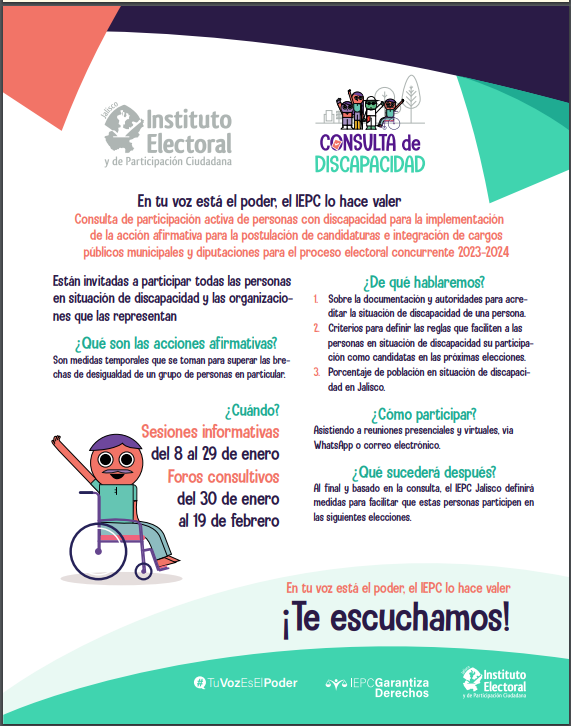 Jalisco
Instituto
Electoral
y de Participación Ciudadana
CONSULTA de
DISCAPACIDAD
En tu voz está el poder, el IEPC lo hace valer
Consulta de participación activa de personas con discapacidad para la implementación
de la acción afirmativa para la postulación de candidaturas e integración de cargos
públicos municipales y diputaciones para el proceso electoral concurrente 2023-2024
Están invitadas a participar todas las personas
en situación de discapacidad y las organizacio-
nes que las representan
¿Qué son las acciones afirmativas?
Son medidas temporales que se toman para superar las bre-
chas de desigualdad de un grupo de personas en particular.
¿Cuándo?
Sesiones informativas
del 8 al 29 de enero
Foros consultivos
del 30 de enero
al 19 de febrero
¿De qué hablaremos?
1. Sobre la documentación y autoridades para acre-
ditar la situación de discapacidad de una persona.
2. Criterios para definir las reglas que faciliten a las
personas en situación de discapacidad su participa-
ción como candidatas en las próximas elecciones.
3. Porcentaje de población en situación de discapaci-
dad en Jalisco.
¿Cómo participar?
Asistiendo a reuniones presenciales y virtuales, vía
WhatsApp o correo electrónico.
¿Qué sucederá después?
Al final y basado en la consulta, el IEPC Jalisco definirá
medidas para facilitar que estas personas participen en
las siguientes elecciones.
En tu voz está el poder, el IEPC lo hace valer
¡Te escuchamos!
#TuVozEsElPoder
IEPCGarantiza
Derechos
Instituto
Electoral
y de Participación Ciudadana